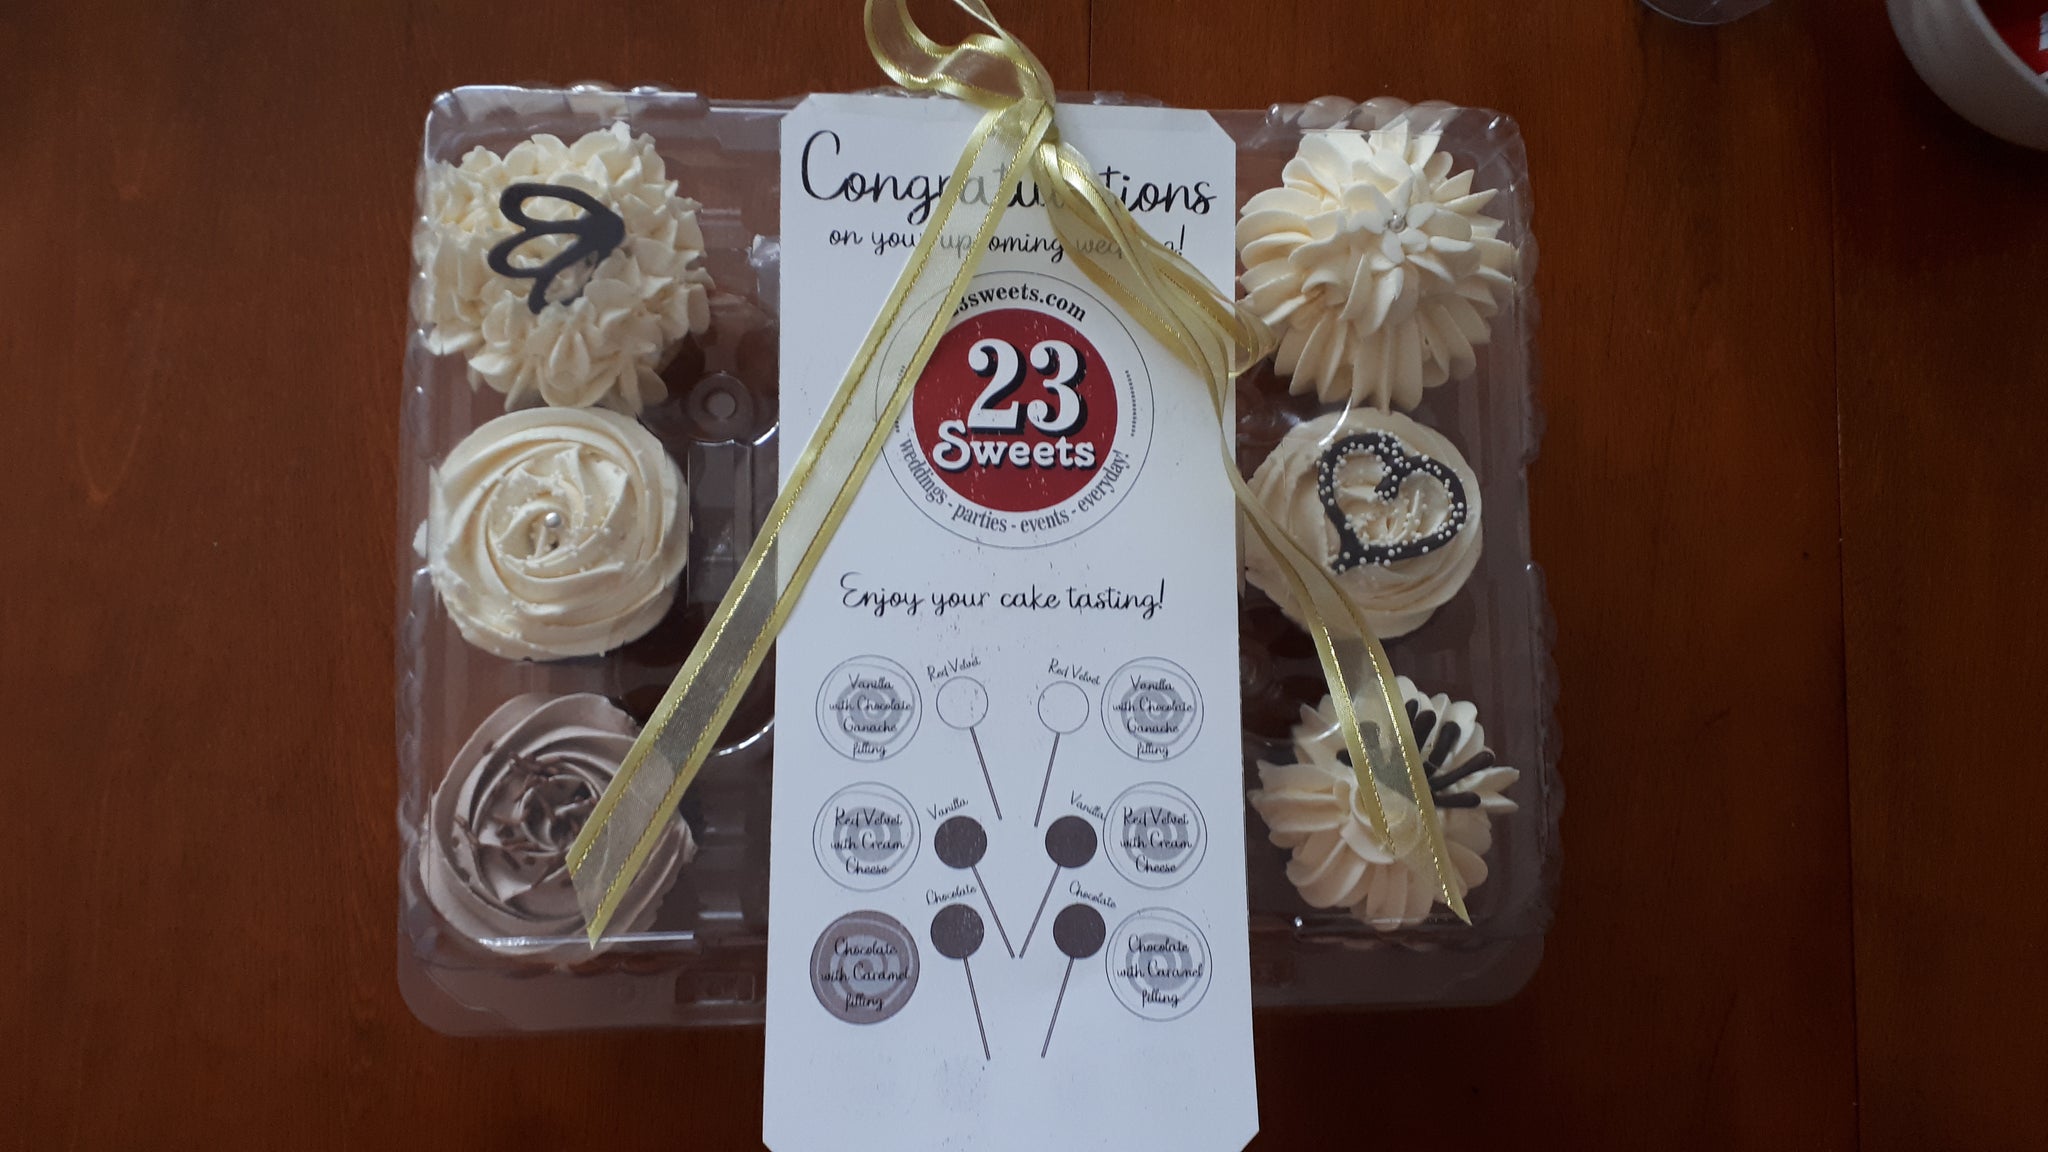 Congratulations
on your upcoming wedding!
23sweets.com
23
Sweets
weddings - parties - events - everyday!
Enjoy your cake tasting!
Red Velvet
Red Velvet
Vanilla
with Chocolate
Ganache
filling
Vanilla
with Chocolate
Ganache
filling
Vanilla
Vanilla
Red Velvet
with Cream
Cheese
Red Velvet
with Cream
Cheese
Chocolate
Chocolate
Chocolate
with Caramel
filling
Chocolate
with Caramel
filling